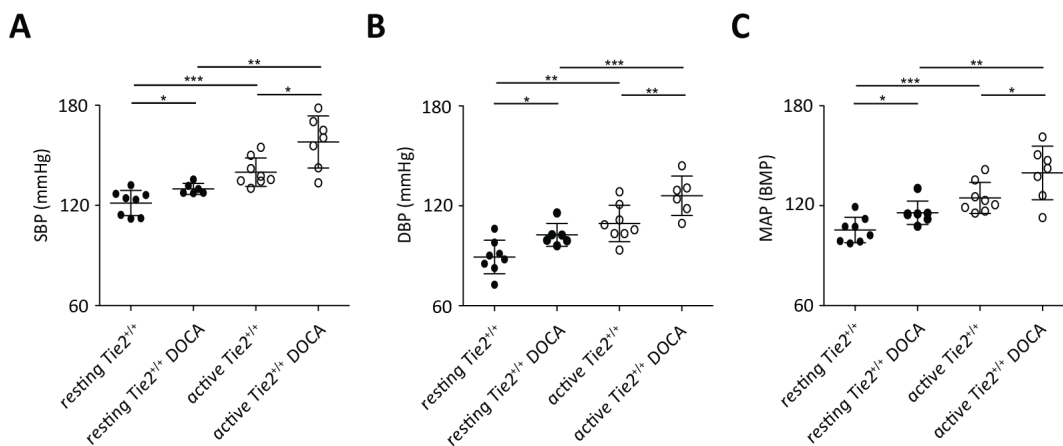 A
**
***
*
*
180
120
60
SBP (mmHg)
resting Tie2+/+
resting Tie2+/+ DOCA
active Tie2+/+
active Tie2+/+ DOCA
B
***
**
*
**
180
120
60
DBP (mmHg)
resting Tie2+/+
resting Tie2+/+ DOCA
active Tie2+/+
active Tie2+/+ DOCA
C
**
***
*
*
180
120
60
MAP (BMP)
resting Tie2+/+
resting Tie2+/+ DOCA
active Tie2+/+
active Tie2+/+ DOCA